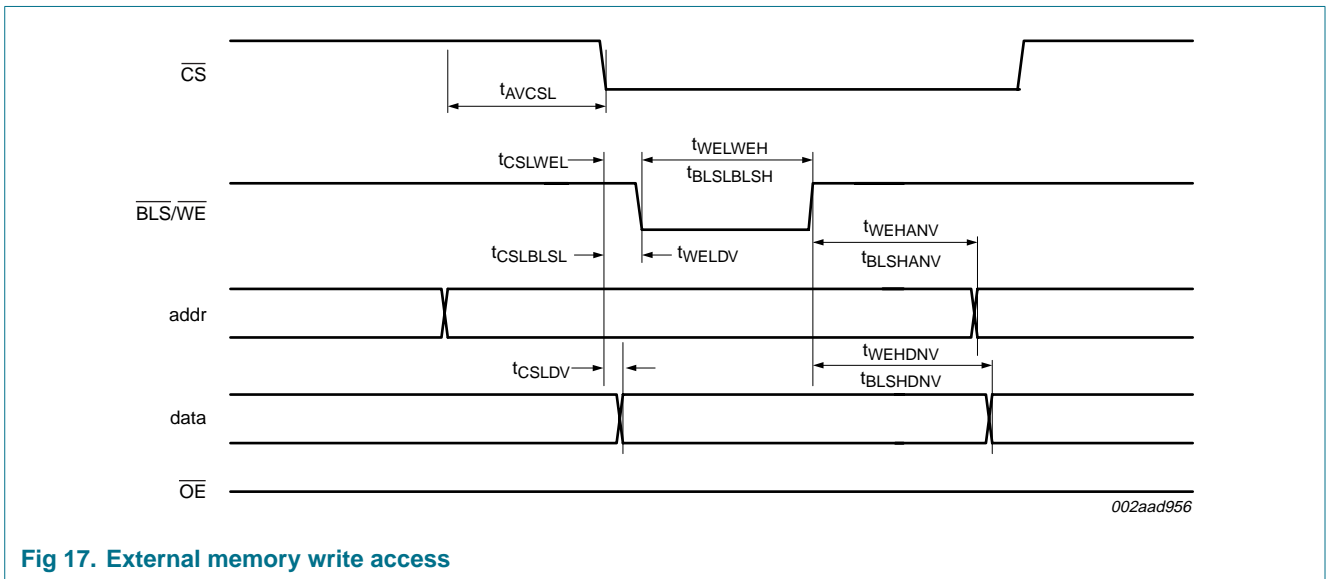 CS
tAVCSL
tCSLWEL
tWELWEH
tBLSLBLSH
BLS/WE
tCSLBLSL
tWELDV
tWEHANV
tBLSHANV
addr
tCSLDV
tWEHDNV
tBLSHDNV
data
OE
002aad956
Fig 17. External memory write access